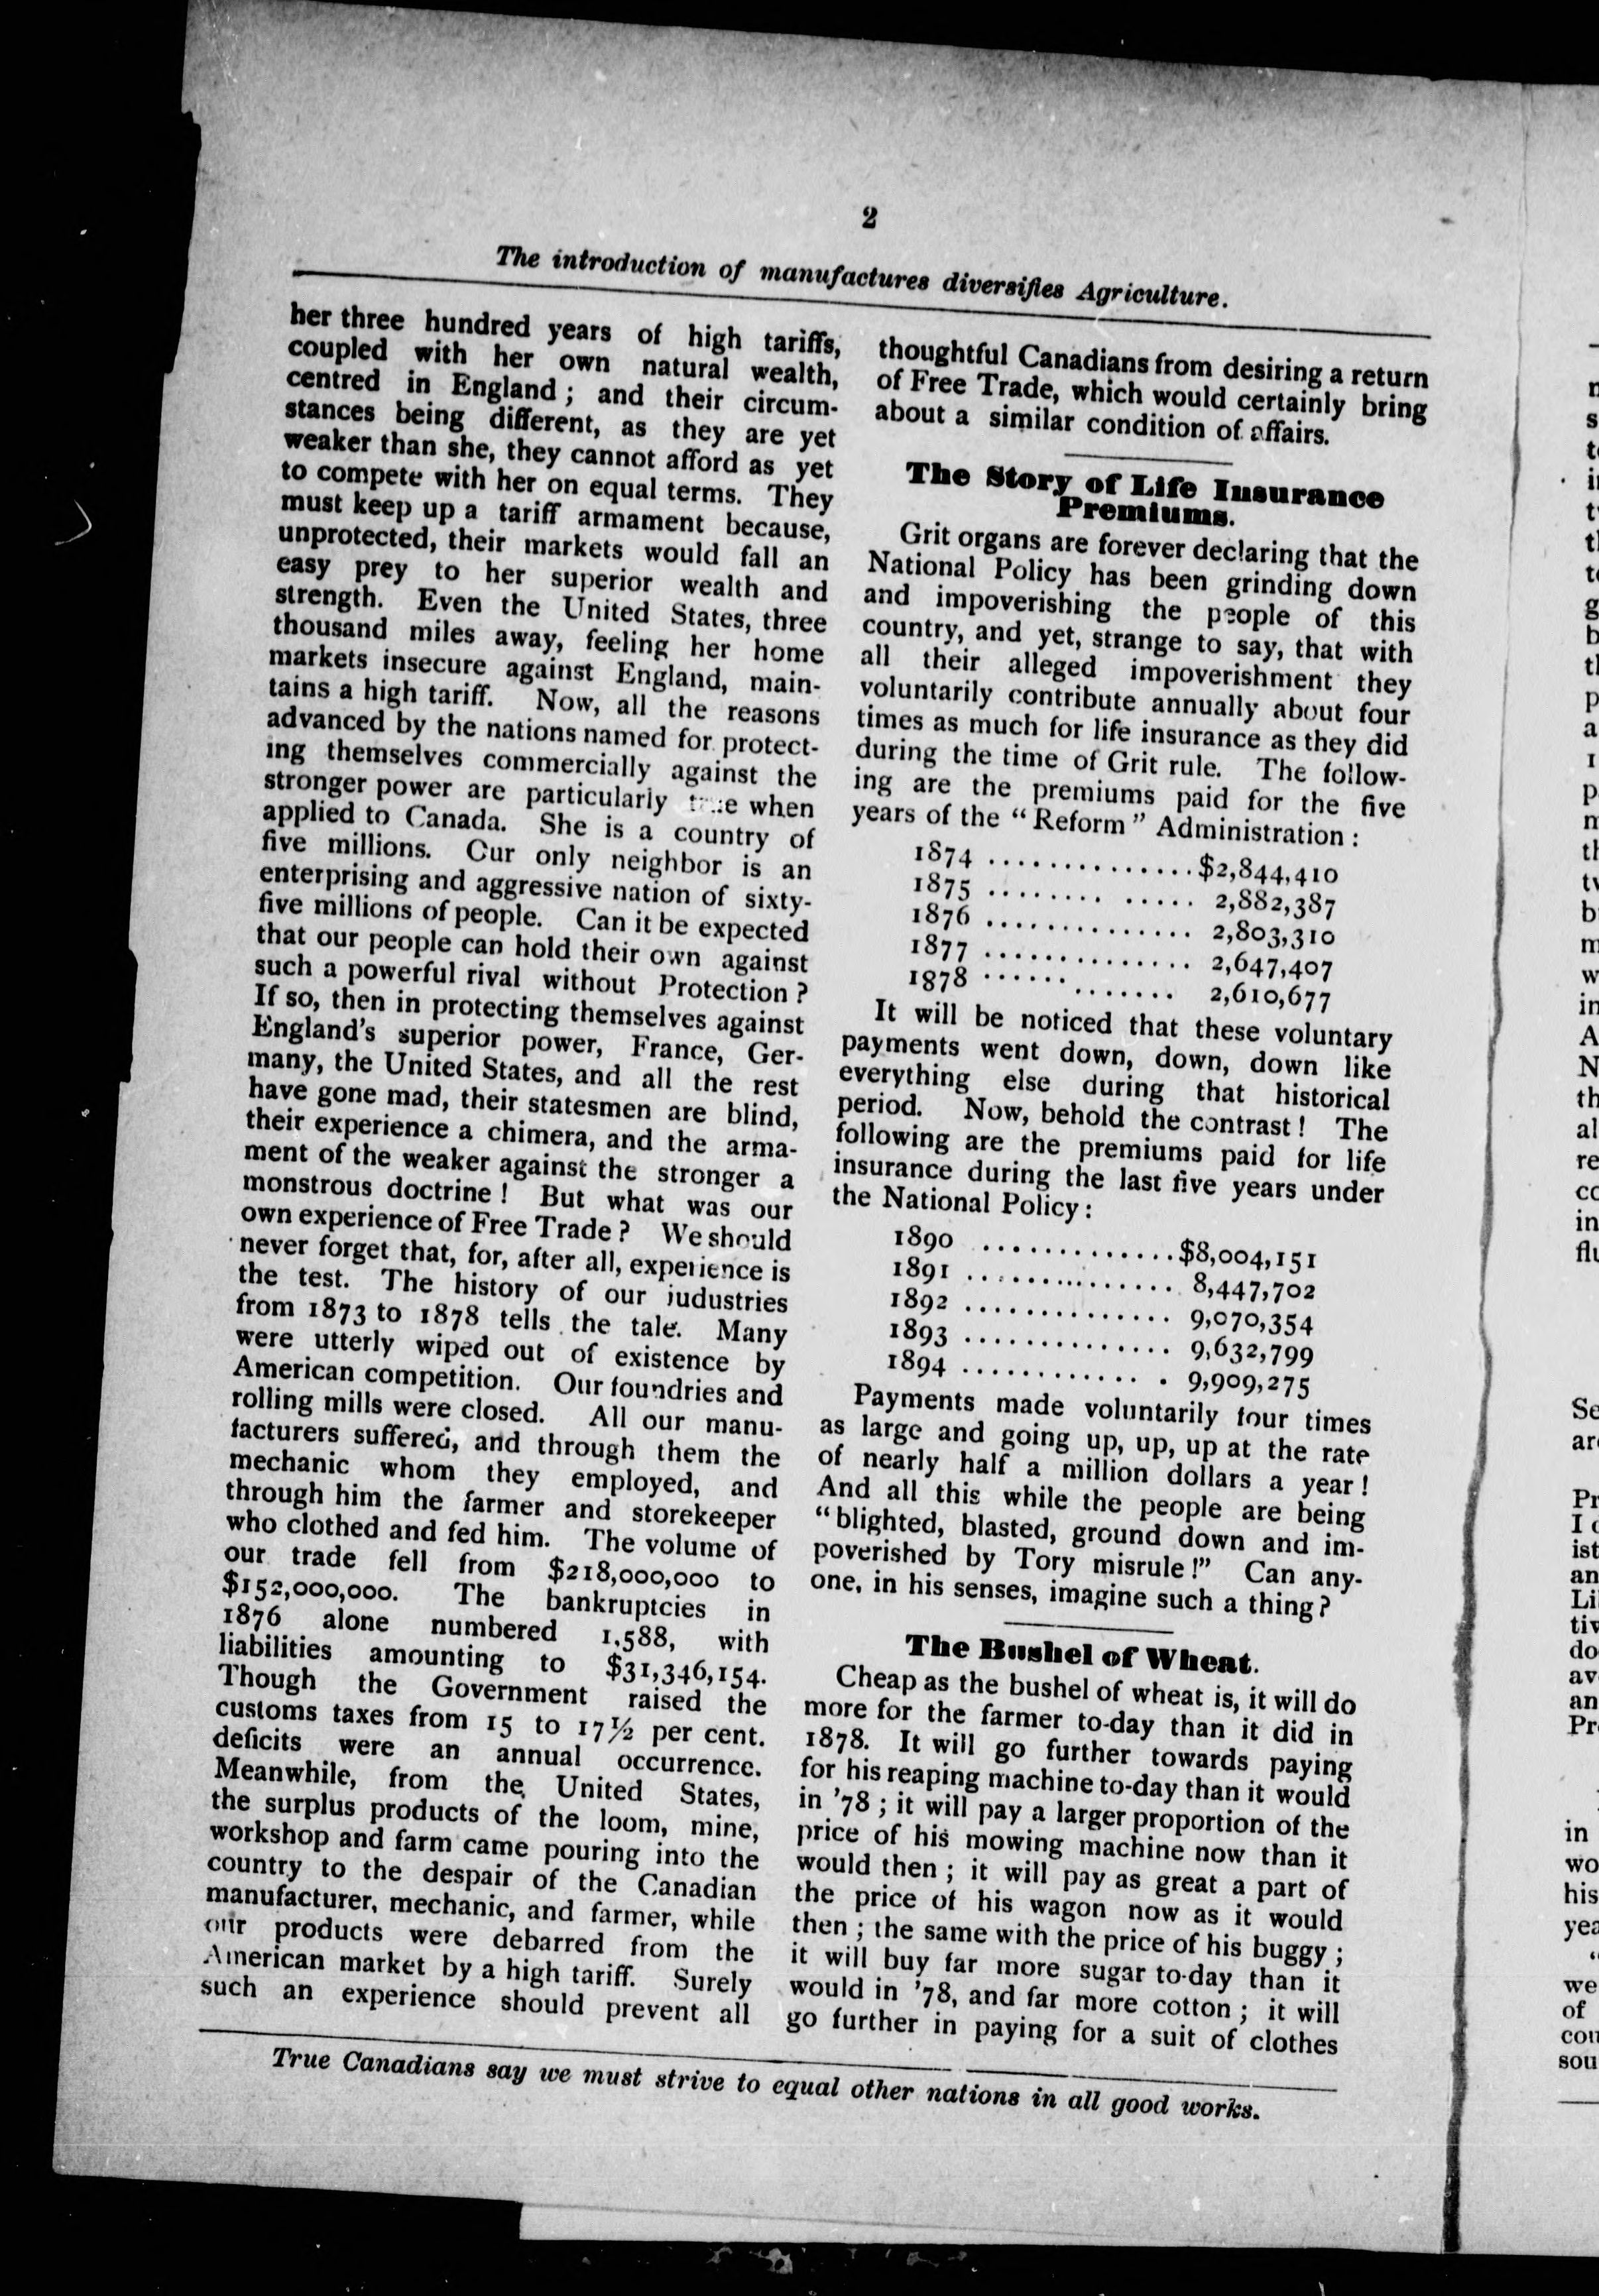 2
The introduction of manufactures diversifies Agriculture.
her three hundred years of high tariffs,
coupled with her own natural wealth,
centred in England ; and their circum-
stances being different, as they are yet
weaker than she, they cannot afford as yet
to compete with her on equal terms. They
must keep up a tariff armament because,
unprotected, their markets would fall an
easy prey to her superior wealth and
strength. Even the United States, three
thousand miles away, feeling her home
markets insecure against England, main-
tains a high tariff. Now, all the reasons
advanced by the nations named for protect-
ing themselves commercially against the
stronger power are particularly true when
applied to Canada. She is a country of
five millions. Our only neighbor is an
enterprising and aggressive nation of sixty-
five millions of people. Can it be expected
that our people can hold their own against
such a powerful rival without Protection ?
If so, then in protecting themselves against
England's superior power, France, Ger-
many, the United States, and all the rest
have gone mad, their statesmen are blind,
their experience a chimera, and the arma-
ment of the weaker against the stronger a
monstrous doctrine ! But what was our
own experience of Free Trade ? We should
never forget that, for, after all, experience is
the test. The history of our iudustries
from 1873 to 1878 tells the tale. Many
were utterly wiped out of existence by
American competition. Our foundries and
rolling mills were closed. All our manu-
facturers suffered, and through them the
mechanic whom they employed, and
through him the farmer and storekeeper
who clothed and fed him. The volume of
our trade fell from $218,000,000 to
$152,000,000. The bankruptcies in
1876 alone numbered 1,588, with
liabilities amounting to $31,346,154.
Though the Government raised the
customs taxes from 15 to 17½ per cent.
deficits were an annual occurrence.
Meanwhile, from the United States,
the surplus products of the loom, mine,
workshop and farm came pouring into the
country to the despair of the Canadian
manufacturer, mechanic, and farmer, while
our products were debarred from the
American market by a high tariff. Surely
such an experience should prevent all
thoughtful Canadians from desiring a return
of Free Trade, which would certainly bring
about a similar condition of affairs.
The Story of Life Insurance
Premiums.
Grit organs are forever declaring that the
National Policy has been grinding down
and impoverishing the people of this
country, and yet, strange to say, that with
all their alleged impoverishment they
voluntarily contribute annually about four
times as much for life insurance as they did
during the time of Grit rule. The follow-
ing are the premiums paid for the five
years of the "Reform" Administration :
1874 .............. $2,844,410
1875 .............. 2,882,387
1876 .............. 2,803,310
1877 .............. 2,647,407
1878 .............. 2,610,677
It will be noticed that these voluntary
payments went down, down, down like
everything else during that historical
period. Now, behold the contrast ! The
following are the premiums paid for life
insurance during the last five years under
the National Policy :
1890 .............. $8,004,151
1891 .............. 8,447,702
1892 .............. 9,070,354
1893 .............. 9,632,799
1894 .............. 9,909,275
Payments made voluntarily four times
as large and going up, up, up at the rate
of nearly half a million dollars a year !
And all this while the people are being
"blighted, blasted, ground down and im-
poverished by Tory misrule !" Can any-
one, in his senses, imagine such a thing ?
The Bushel of Wheat.
Cheap as the bushel of wheat is, it will do
more for the farmer to-day than it did in
1878. It will go further towards paying
for his reaping machine to-day than it would
in '78 ; it will pay a larger proportion of the
price of his mowing machine now than it
would then ; it will pay as great a part of
the price of his wagon now as it would
then ; the same with the price of his buggy ;
it will buy far more sugar to-day than it
would in '78, and far more cotton ; it will
go further in paying for a suit of clothes
True Canadians say we must strive to equal other nations in all good works.